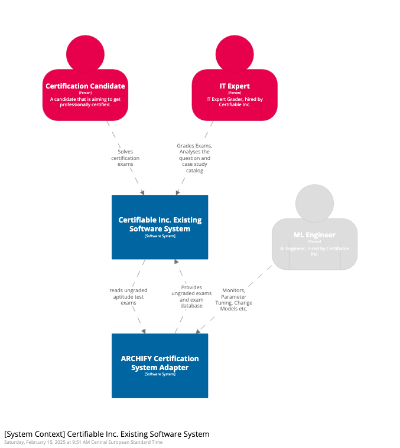 Certification Candidate
[Person]
A candidate that is aiming to get
professionally certified
IT Expert
[Person]
IT Expert Grader, hired by
Certifiable Inc.
Solves
certification
exams
Grades Exams,
Analyses the
question and
case study
catalog
Certifiable Inc. Existing
Software System
[Software System]
ML Engineer
[Person]
hired by Certifiable
Inc.
reads ungraded
aptitude test
exams
Provides
ungraded exams
and exam
database
Monitors,
Parameter
Tuning, Change
Models etc.
ARCHIFY Certification
System Adapter
[Software System]
[System Context] Certifiable Inc. Existing Software System
Saturday, February 15, 2025 at 9:51 AM Central European Standard Time